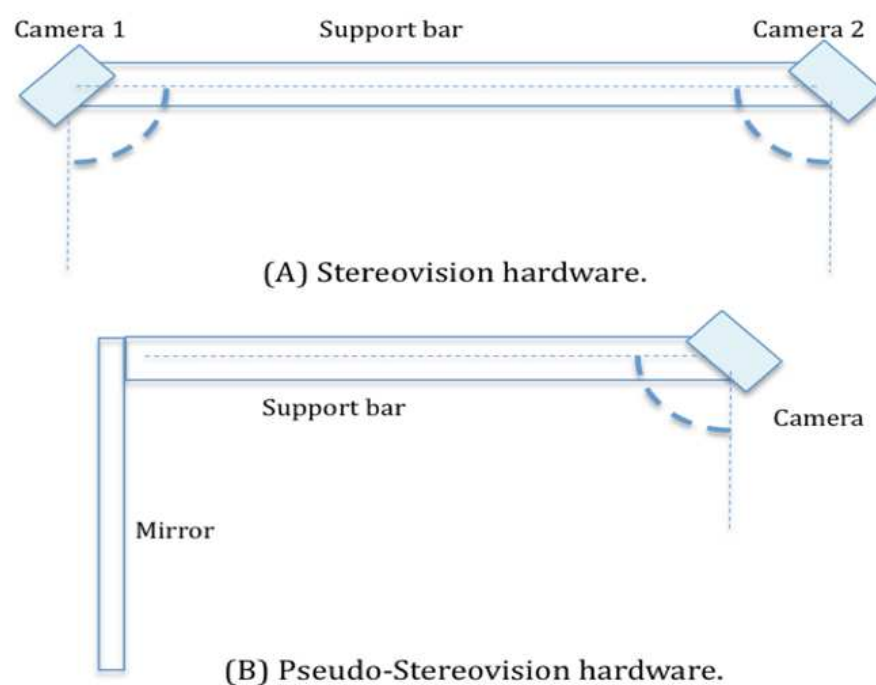 Camera 1
Support bar
Camera 2
(A) Stereovision hardware.
Support bar
Camera
Mirror
(B) Pseudo-Stereovision hardware.